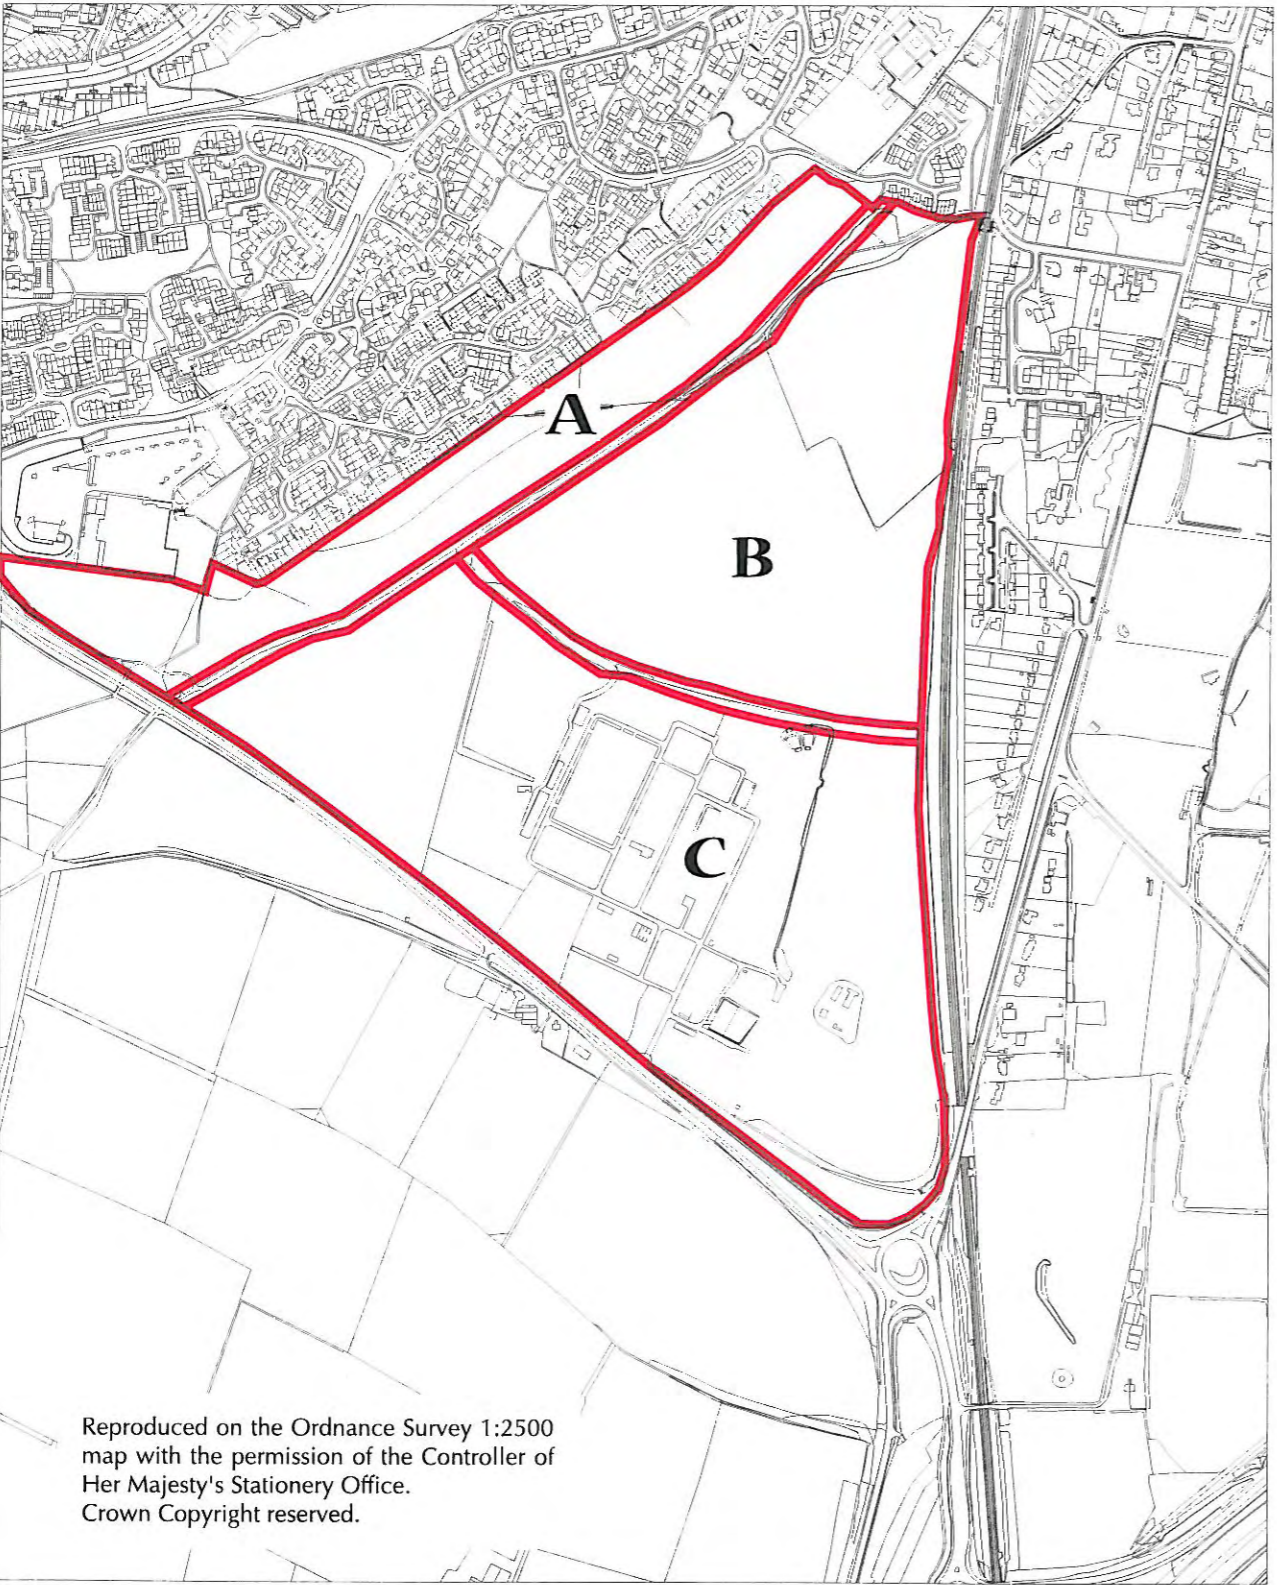 A
B
C
Reproduced on the Ordnance Survey 1:2500
map with the permission of the Controller of
Her Majesty's Stationery Office.
Crown Copyright reserved.